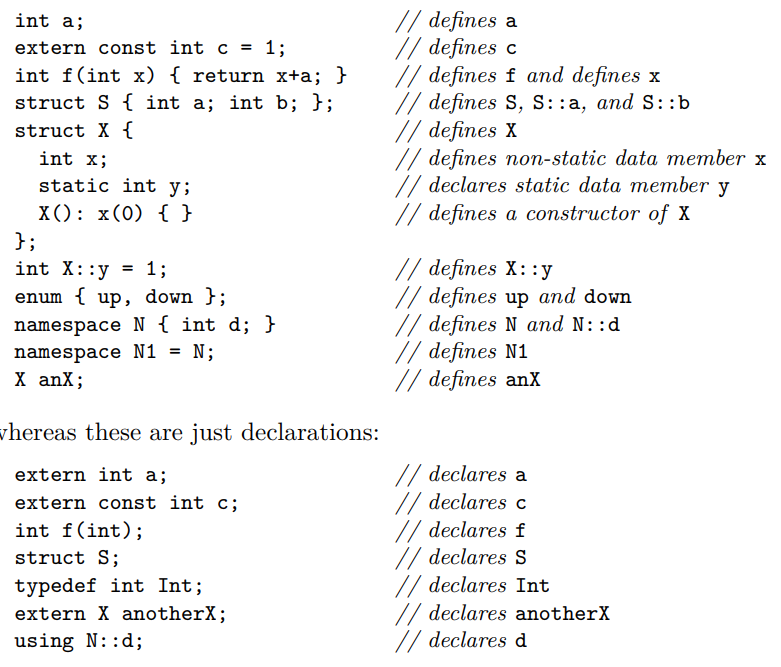 int a; // defines a
extern const int c = 1; // defines c
int f(int x) { return x+a; } // defines f and defines x
struct S { int a; int b; }; // defines S, S::a, and S::b
struct X { // defines X
int x; // defines non-static data member x
static int y; // declares static data member y
X(): x(0) { } // defines a constructor of X
};
int X::y = 1; // defines X::y
enum { up, down }; // defines up and down
namespace N { int d; } // defines N and N::d
namespace N1 = N; // defines N1
X anX; // defines anX
whereas these are just declarations:
extern int a; // declares a
extern const int c; // declares c
int f(int); // declares f
struct S; // declares S
typedef int Int; // declares Int
extern X anotherX; // declares anotherX
using N::d; // declares d